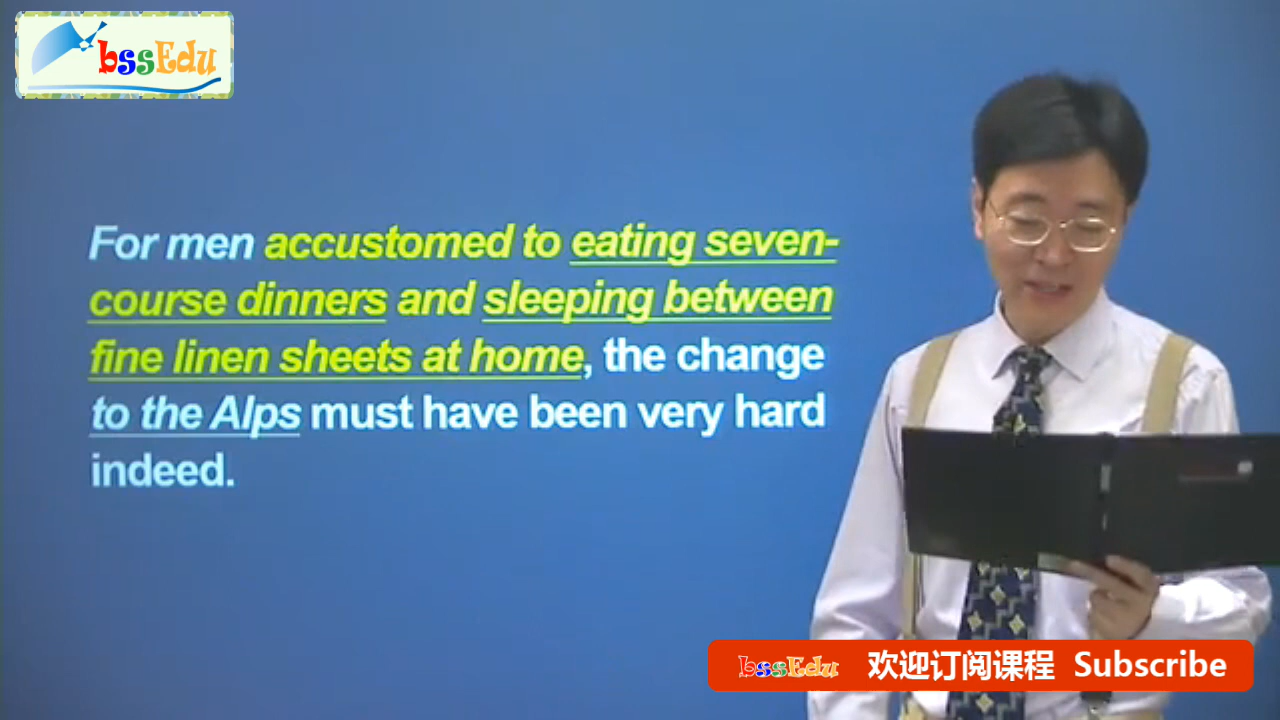 bssEdu
For men accustomed to eating seven-
course dinners and sleeping between
fine linen sheets at home, the change
to the Alps must have been very hard
indeed.
bssEdu 欢迎订阅课程 Subscribe